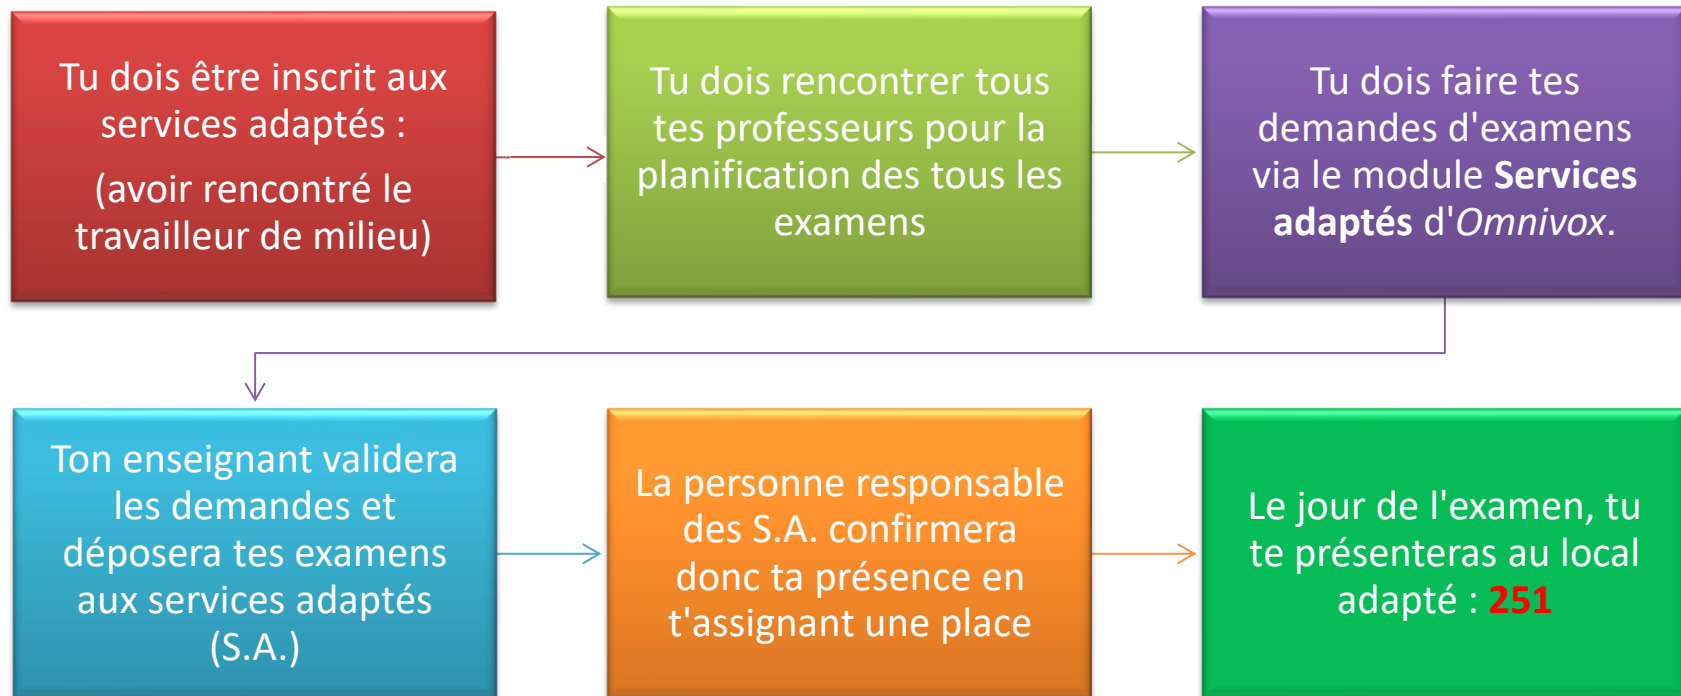 Tu dois être inscrit aux
services adaptés :
(avoir rencontré le
travailleur de milieu)
Tu dois rencontrer tous
tes professeurs pour la
planification des tous les
examens
Tu dois faire tes
demandes d'examens
via le module Services
adaptés d'Omnivox.
Ton enseignant validera
les demandes et
déposera tes examens
aux services adaptés
(S.A.)
La personne responsable
des S.A. confirmera
donc ta présence en
t'assignant une place
Le jour de l'examen, tu
te présenteras au local
adapté : 251